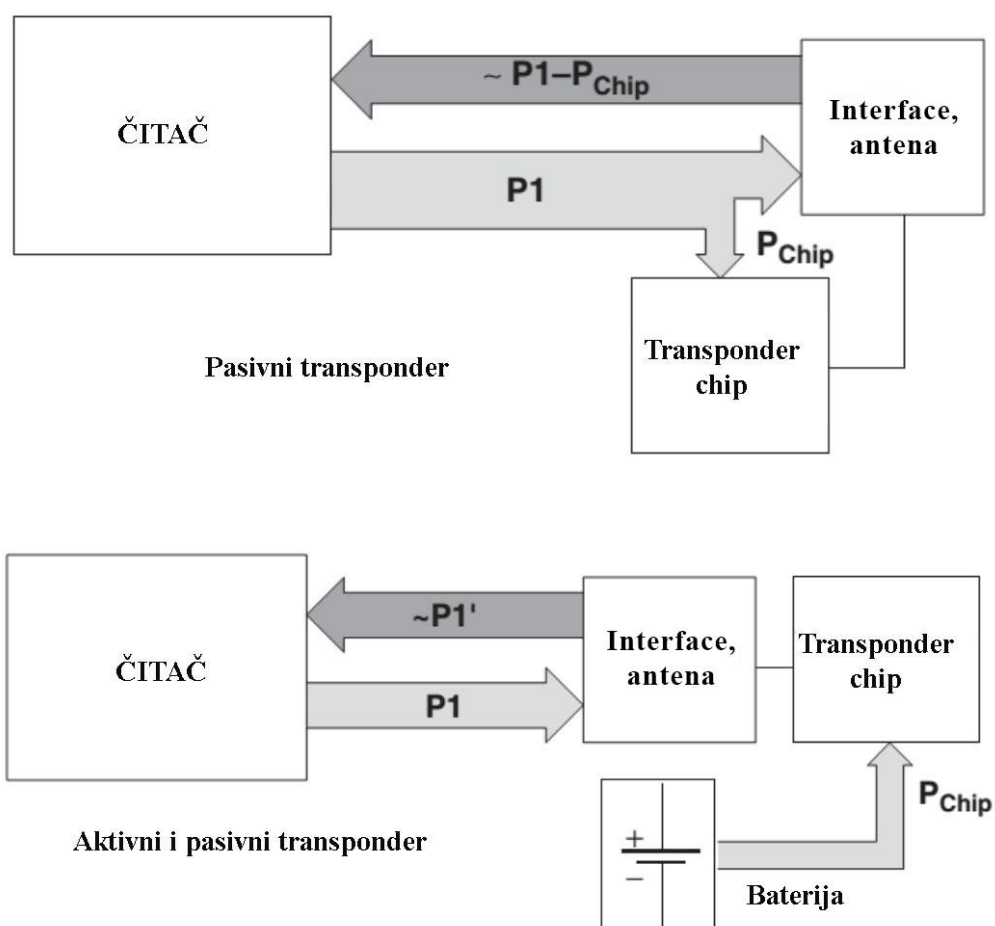 ~ P1–PChip
ČITAČ
Interface,
antena
P1
PChip
Transponder
chip
Pasivni transponder
~P1'
ČITAČ
Interface,
antena
Transponder
chip
P1
PChip
Aktivni i pasivni transponder
+
–
Baterija